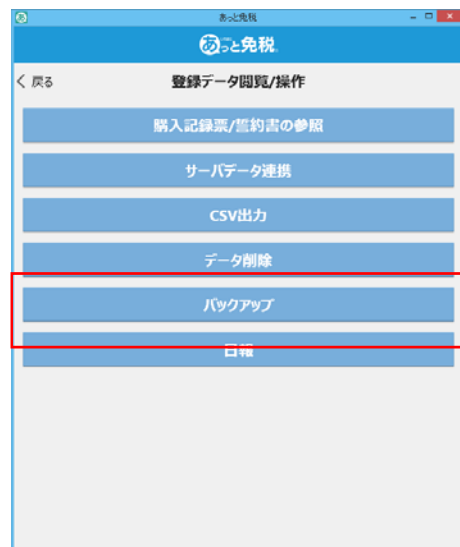 あ
あっと免税
あっと免税
く 戻る
登録データ閲覧/操作
購入記録票/誓約書の参照
サーバデータ連携
CSV出力
データ削除
バックアップ
日報